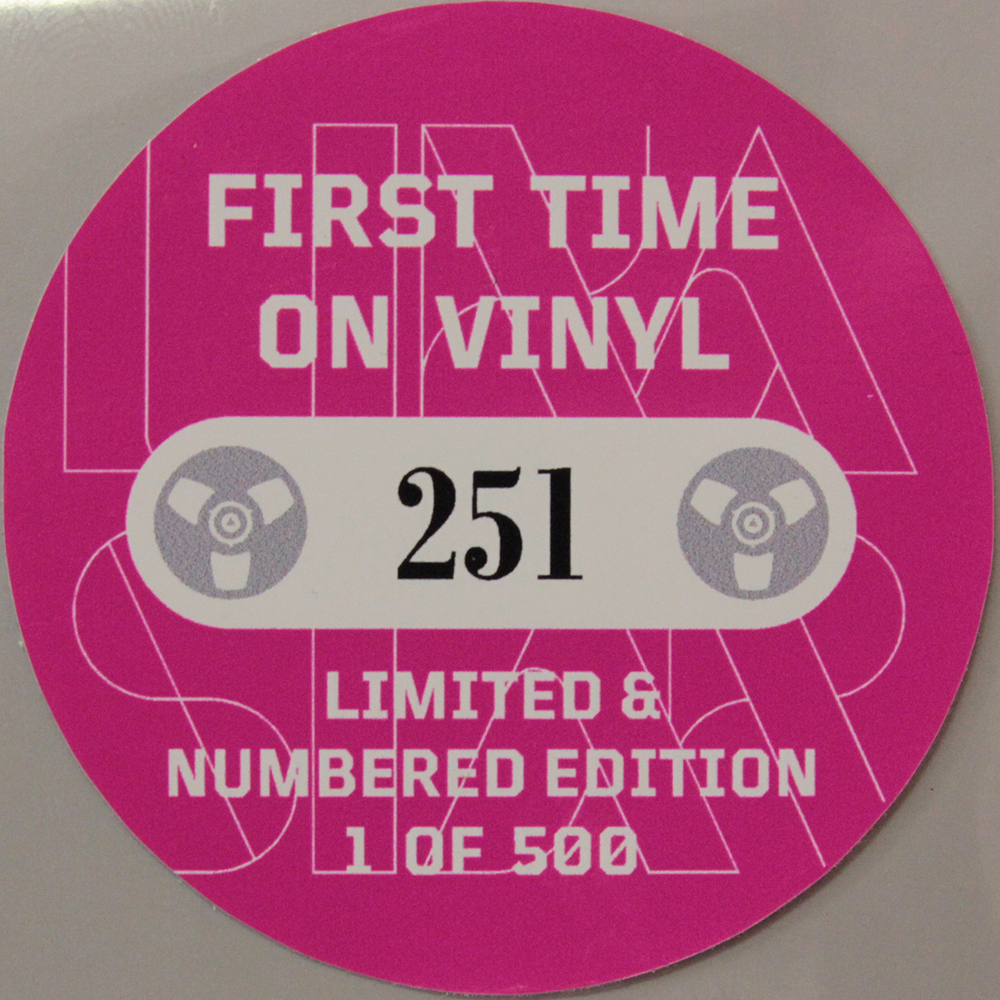 FIRST TIME
ON VINYL
251
LIMITED &
NUMBERED EDITION
1 OF 500